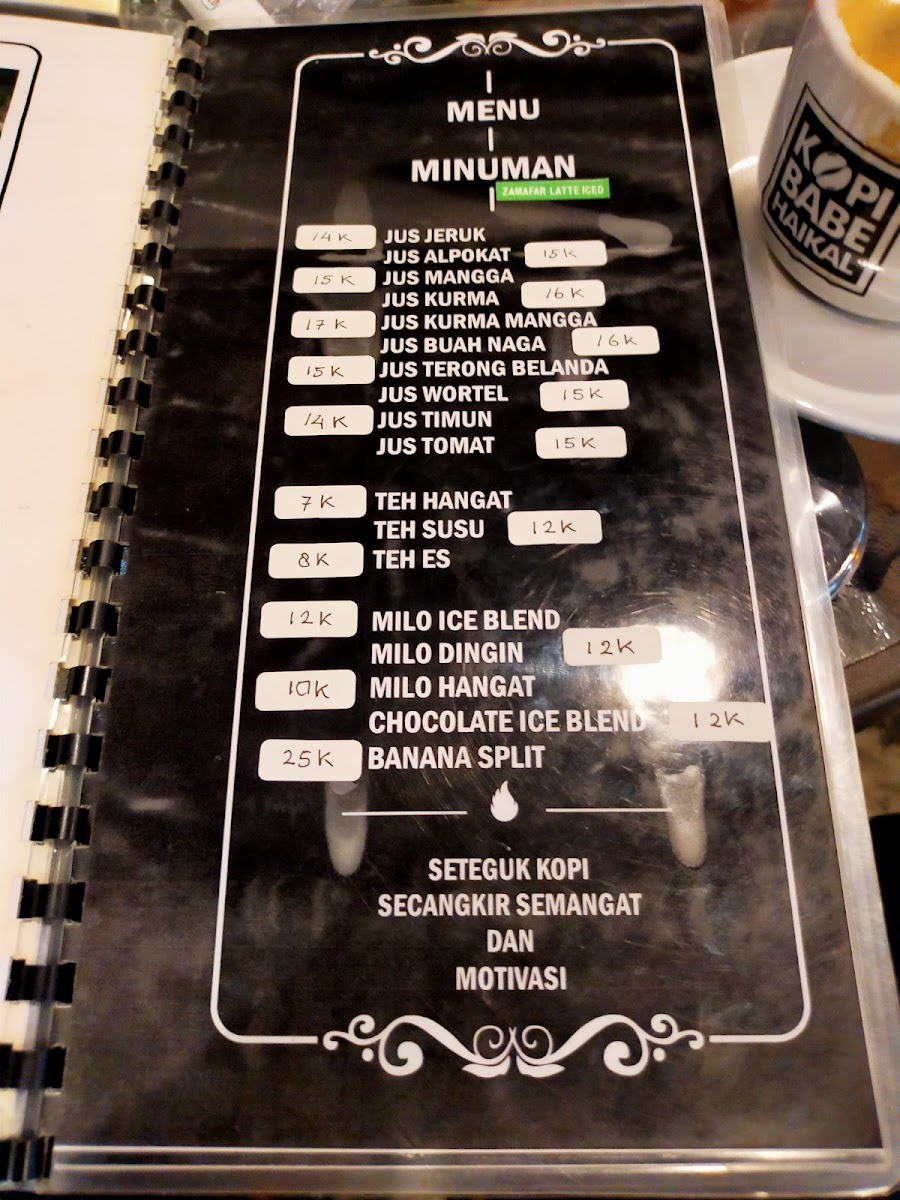 MENU
MINUMAN
ZAMAFAR LATTE ICED
14K JUS JERUK
JUS ALPOKAT 15K
15K JUS MANGGA
JUS KURMA 16K
17K JUS KURMA MANGGA
JUS BUAH NAGA 16K
15K JUS TERONG BELANDA
JUS WORTEL 15K
14K JUS TIMUN
JUS TOMAT 15K
7K TEH HANGAT
TEH SUSU 12K
8K TEH ES
12K MILO ICE BLEND
MILO DINGIN 12K
10K MILO HANGAT
CHOCOLATE ICE BLEND 12K
25K BANANA SPLIT
SETEGUK KOPI
SECANGKIR SEMANGAT
DAN
MOTIVASI
KOPI
BABE
HAIKAL